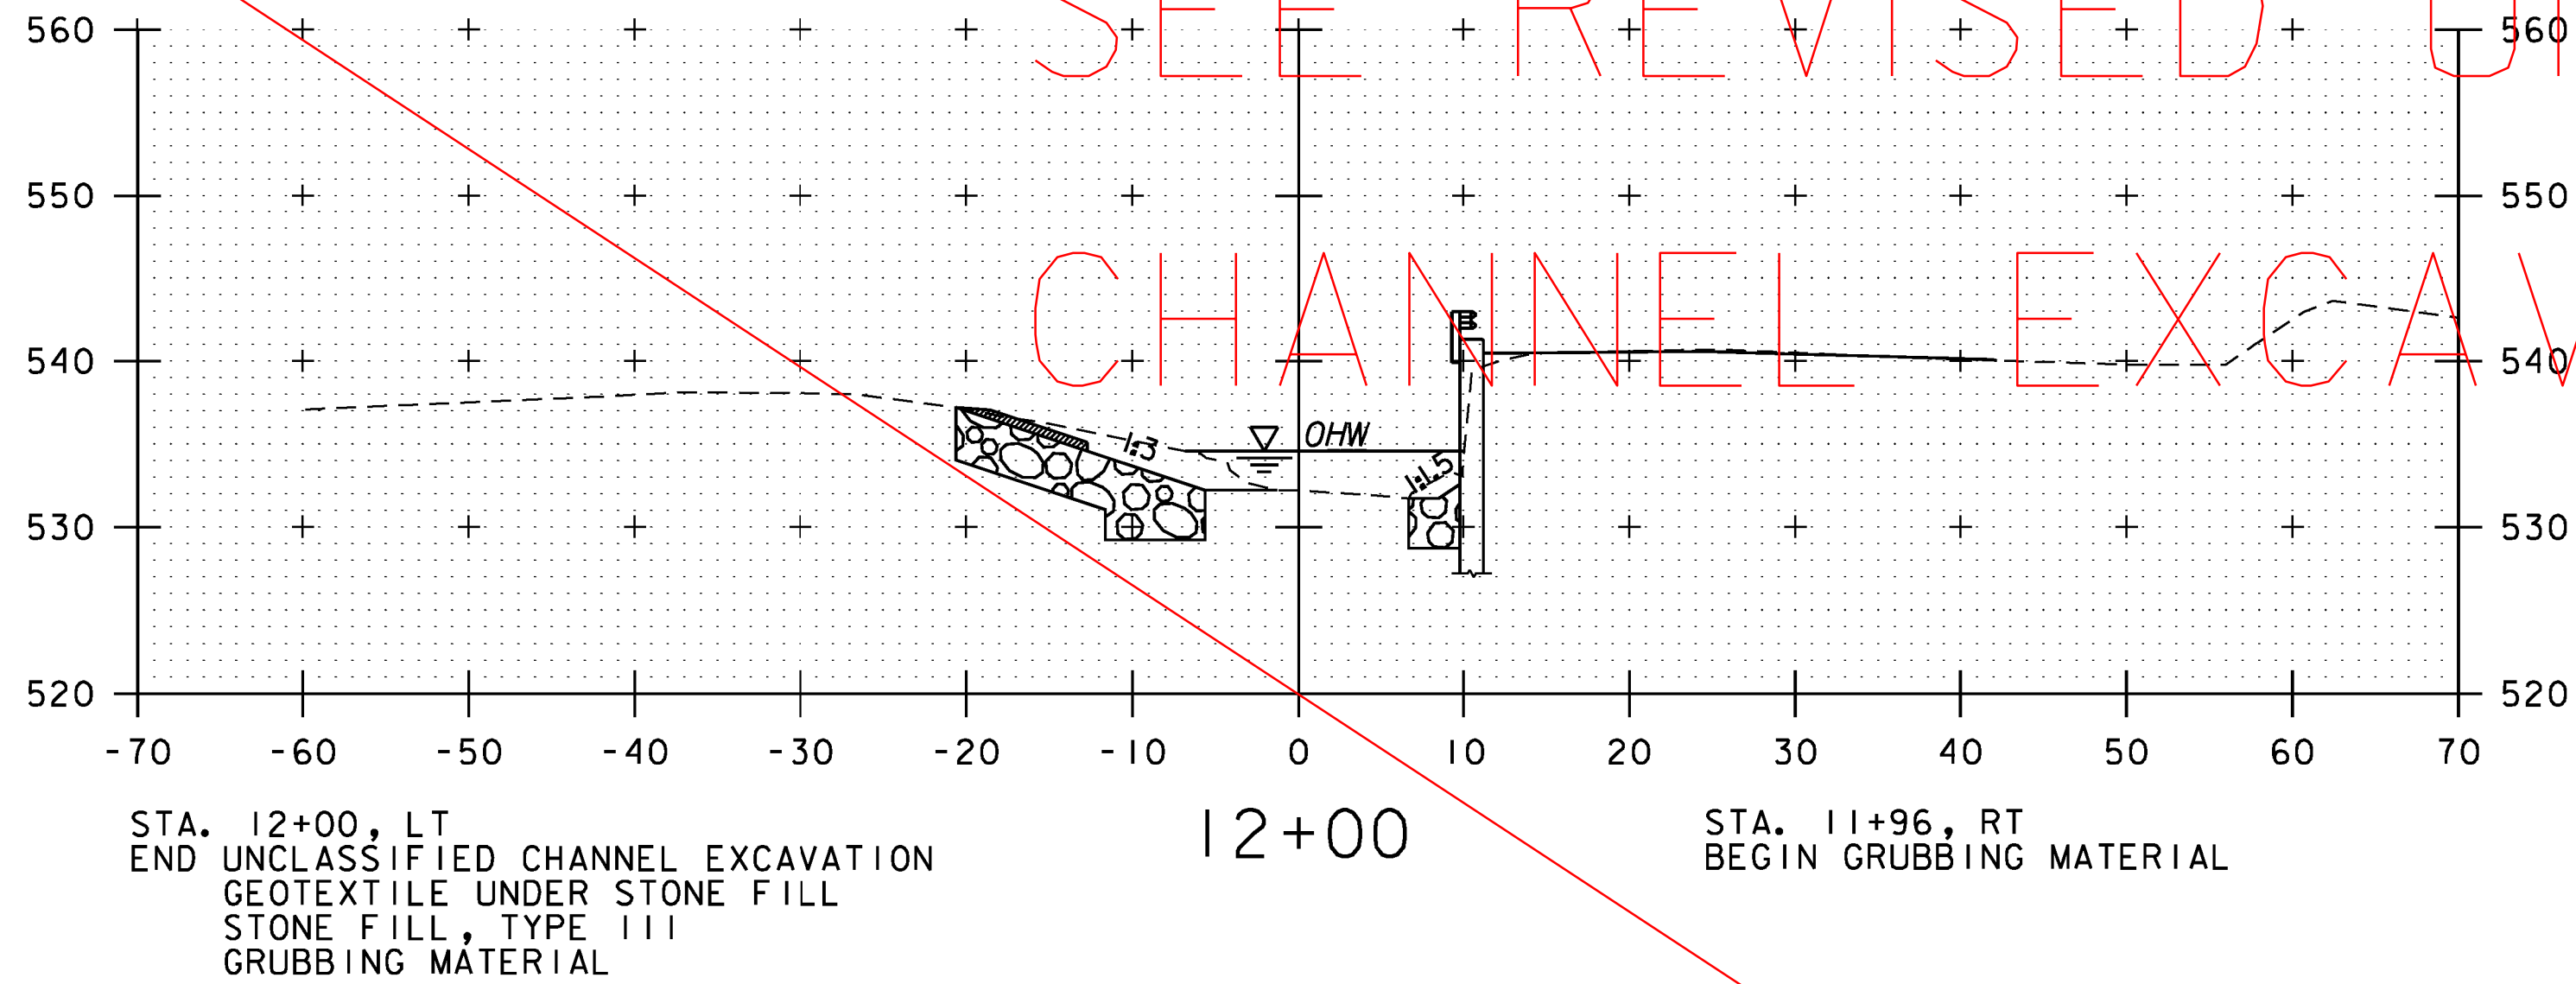 SEE REVISED
560 560
550 550
CHANNEL EXCAV
540 540
1:3
OHW
1:1.5
530 530
520 520
-70 -60 -50 -40 -30 -20 -10 0 10 20 30 40 50 60 70
STA. 12+00, LT
END UNCLASSIFIED CHANNEL EXCAVATION
GEOTEXTILE UNDER STONE FILL
STONE FILL, TYPE III
GRUBBING MATERIAL
12+00
STA. 11+96, RT
BEGIN GRUBBING MATERIAL